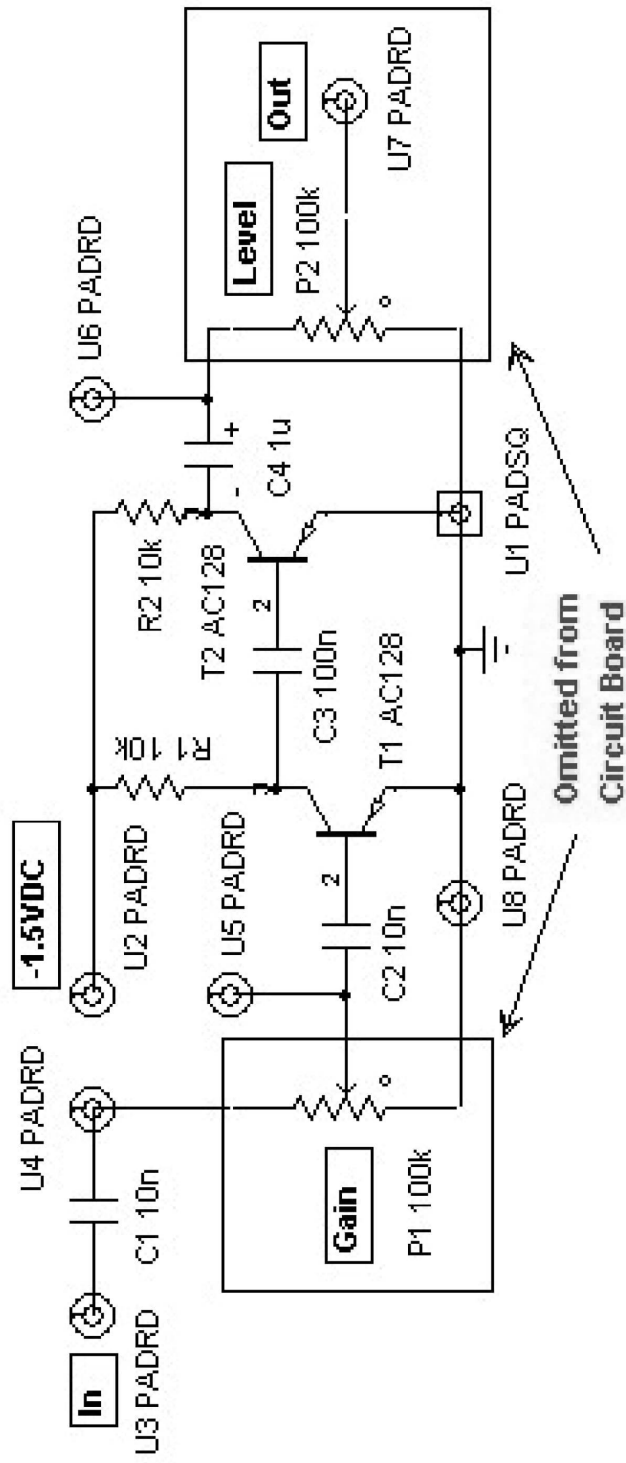 In
U3 PADRD
C1 10n
U4 PADRD
-1.5VDC
U2 PADRD
Gain
P1 100k
U5 PADRD
C2 10n
2
U8 PADRD
R1 10k
T1 AC128
C3 100n
2
R2 10k
T2 AC128
-
+
C4 1u
U6 PADRD
U1 PADSQ
Level
P2 100k
Out
U7 PADRD
Omitted from
Circuit Board